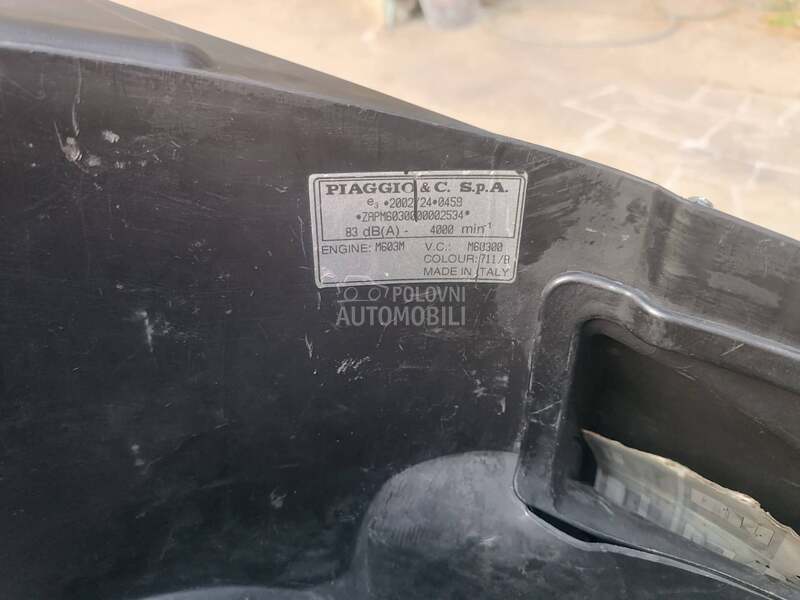 PIAGGIO & C. S.p.A.
e3 *2002/24*0459
*ZAPM6030000002534*
83 dB(A) - 4000 min-1
ENGINE: M603M V.C.: M60300
COLOUR: 711/B
MADE IN ITALY
POLOVNI
AUTOMOBILI